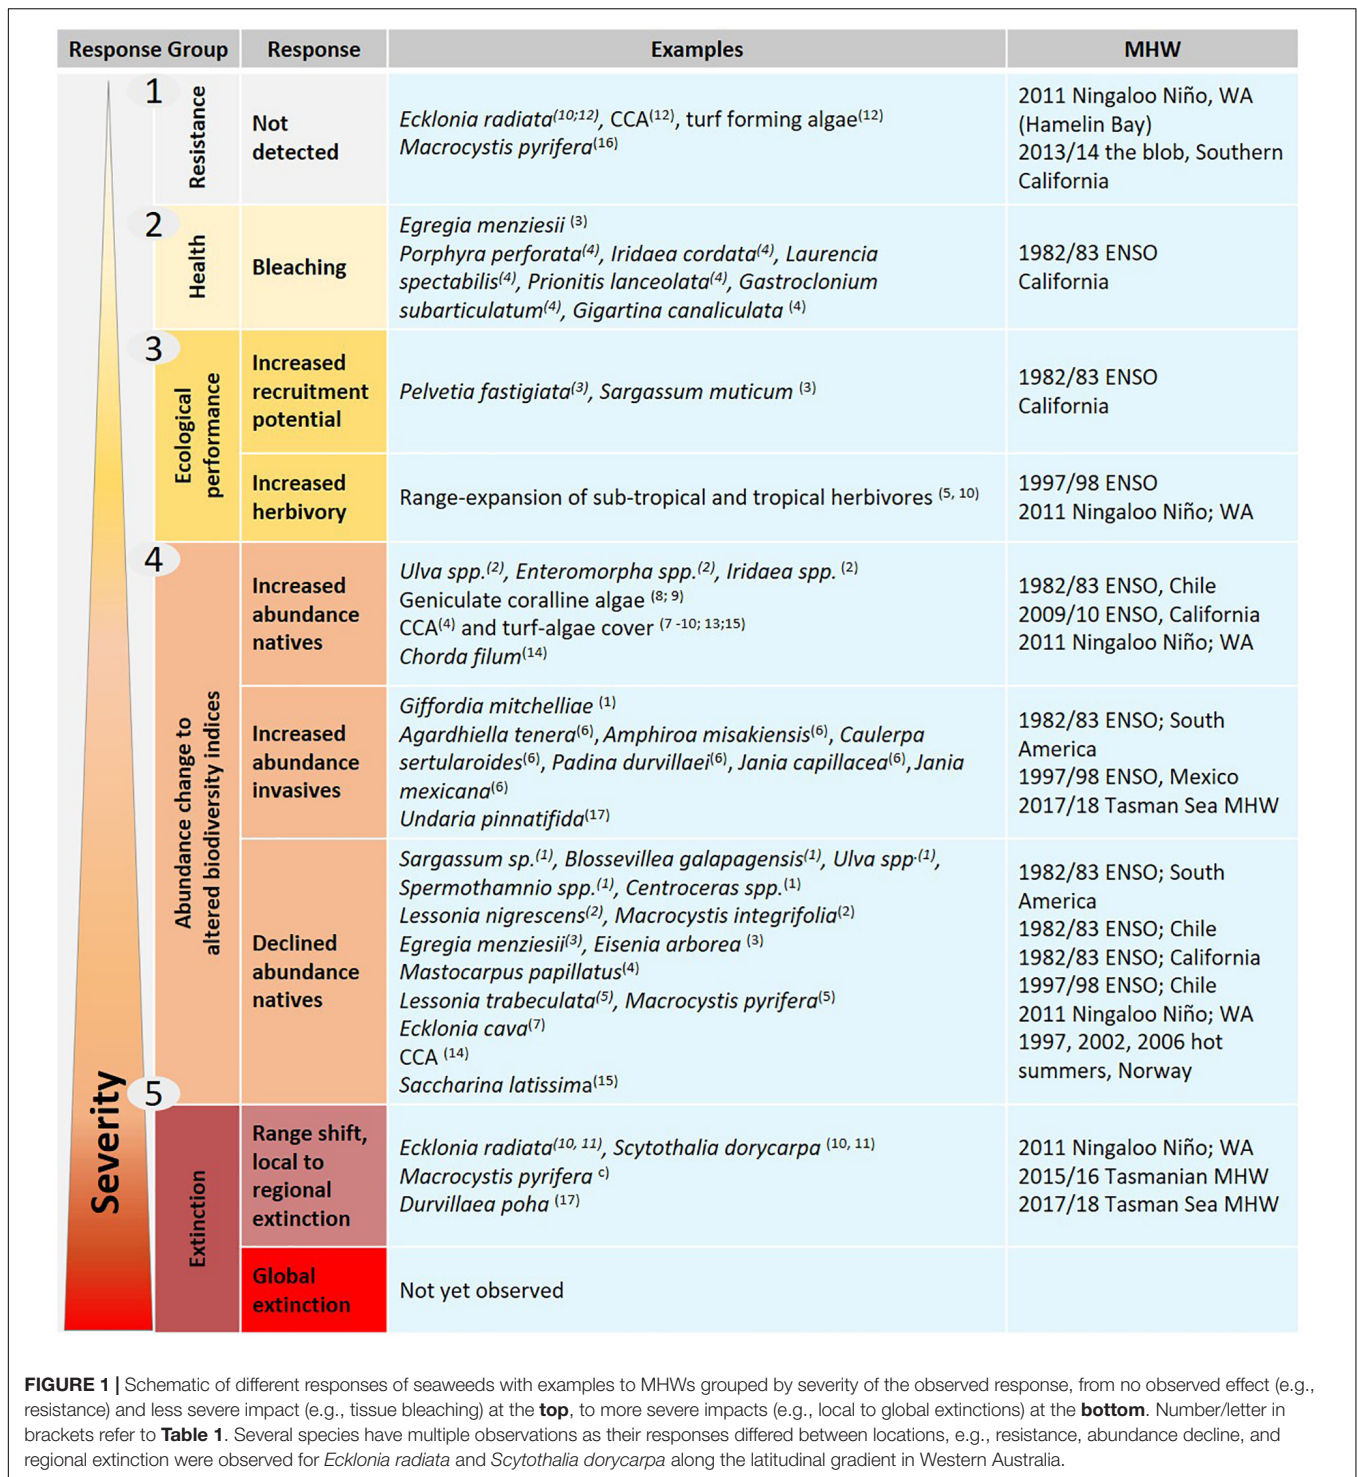 Response Group Response Examples MHW
1
Resistance
Not
detected
Ecklonia radiata(10;12), CCA(12), turf forming algae(12)
Macrocystis pyrifera(16)
2011 Ningaloo Niño, WA
(Hamelin Bay)
2013/14 the blob, Southern
California
2
Health
Bleaching
Egregia menziesii (3)
Porphyra perforata(4), Iridaea cordata(4), Laurencia
spectabilis(4), Prionitis lanceolata(4), Gastroclonium
subarticulatum(4), Gigartina canaliculata (4)
1982/83 ENSO
California
3
Ecological
performance
Increased
recruitment
potential
Pelvetia fastigiata(3), Sargassum muticum (3)
1982/83 ENSO
California
Increased
herbivory
Range-expansion of sub-tropical and tropical herbivores (5, 10)
1997/98 ENSO
2011 Ningaloo Niño; WA
4
Abundance change to
altered biodiversity indices
Increased
abundance
natives
Ulva spp.(2), Enteromorpha spp.(2), Iridaea spp. (2)
Geniculate coralline algae (8; 9)
CCA(4) and turf-algae cover (7 -10; 13;15)
Chorda filum(14)
1982/83 ENSO, Chile
2009/10 ENSO, California
2011 Ningaloo Niño; WA
Increased
abundance
invasives
Giffordia mitchelliae (1)
Agardhiella tenera(6), Amphiroa misakiensis(6), Caulerpa
sertularoides(6), Padina durvillaei(6), Jania capillacea(6), Jania
mexicana(6)
Undaria pinnatifida(17)
1982/83 ENSO; South
America
1997/98 ENSO, Mexico
2017/18 Tasman Sea MHW
Declined
abundance
natives
Sargassum sp.(1), Blossevillea galapagensis(1), Ulva spp.(1),
Spermothamnio spp.(1), Centroceras spp.(1)
Lessonia nigrescens(2), Macrocystis integrifolia(2)
Egregia menziesii(3), Eisenia arborea (3)
Mastocarpus papillatus(4)
Lessonia trabeculata(5), Macrocystis pyrifera(5)
Ecklonia cava(7)
CCA (14)
Saccharina latissima(15)
1982/83 ENSO; South
America
1982/83 ENSO; Chile
1982/83 ENSO; California
1997/98 ENSO; Chile
2011 Ningaloo Niño; WA
1997, 2002, 2006 hot
summers, Norway
Severity
5
Extinction
Range shift,
local to
regional
extinction
Ecklonia radiata(10, 11), Scytothalia dorycarpa (10, 11)
Macrocystis pyrifera c)
Durvillaea poha (17)
2011 Ningaloo Niño; WA
2015/16 Tasmanian MHW
2017/18 Tasman Sea MHW
Global
extinction
Not yet observed
FIGURE 1 | Schematic of different responses of seaweeds with examples to MHWs grouped by severity of the observed response, from no observed effect (e.g.,
resistance) and less severe impact (e.g., tissue bleaching) at the top, to more severe impacts (e.g., local to global extinctions) at the bottom. Number/letter in
brackets refer to Table 1. Several species have multiple observations as their responses differed between locations, e.g., resistance, abundance decline, and
regional extinction were observed for Ecklonia radiata and Scytothalia dorycarpa along the latitudinal gradient in Western Australia.